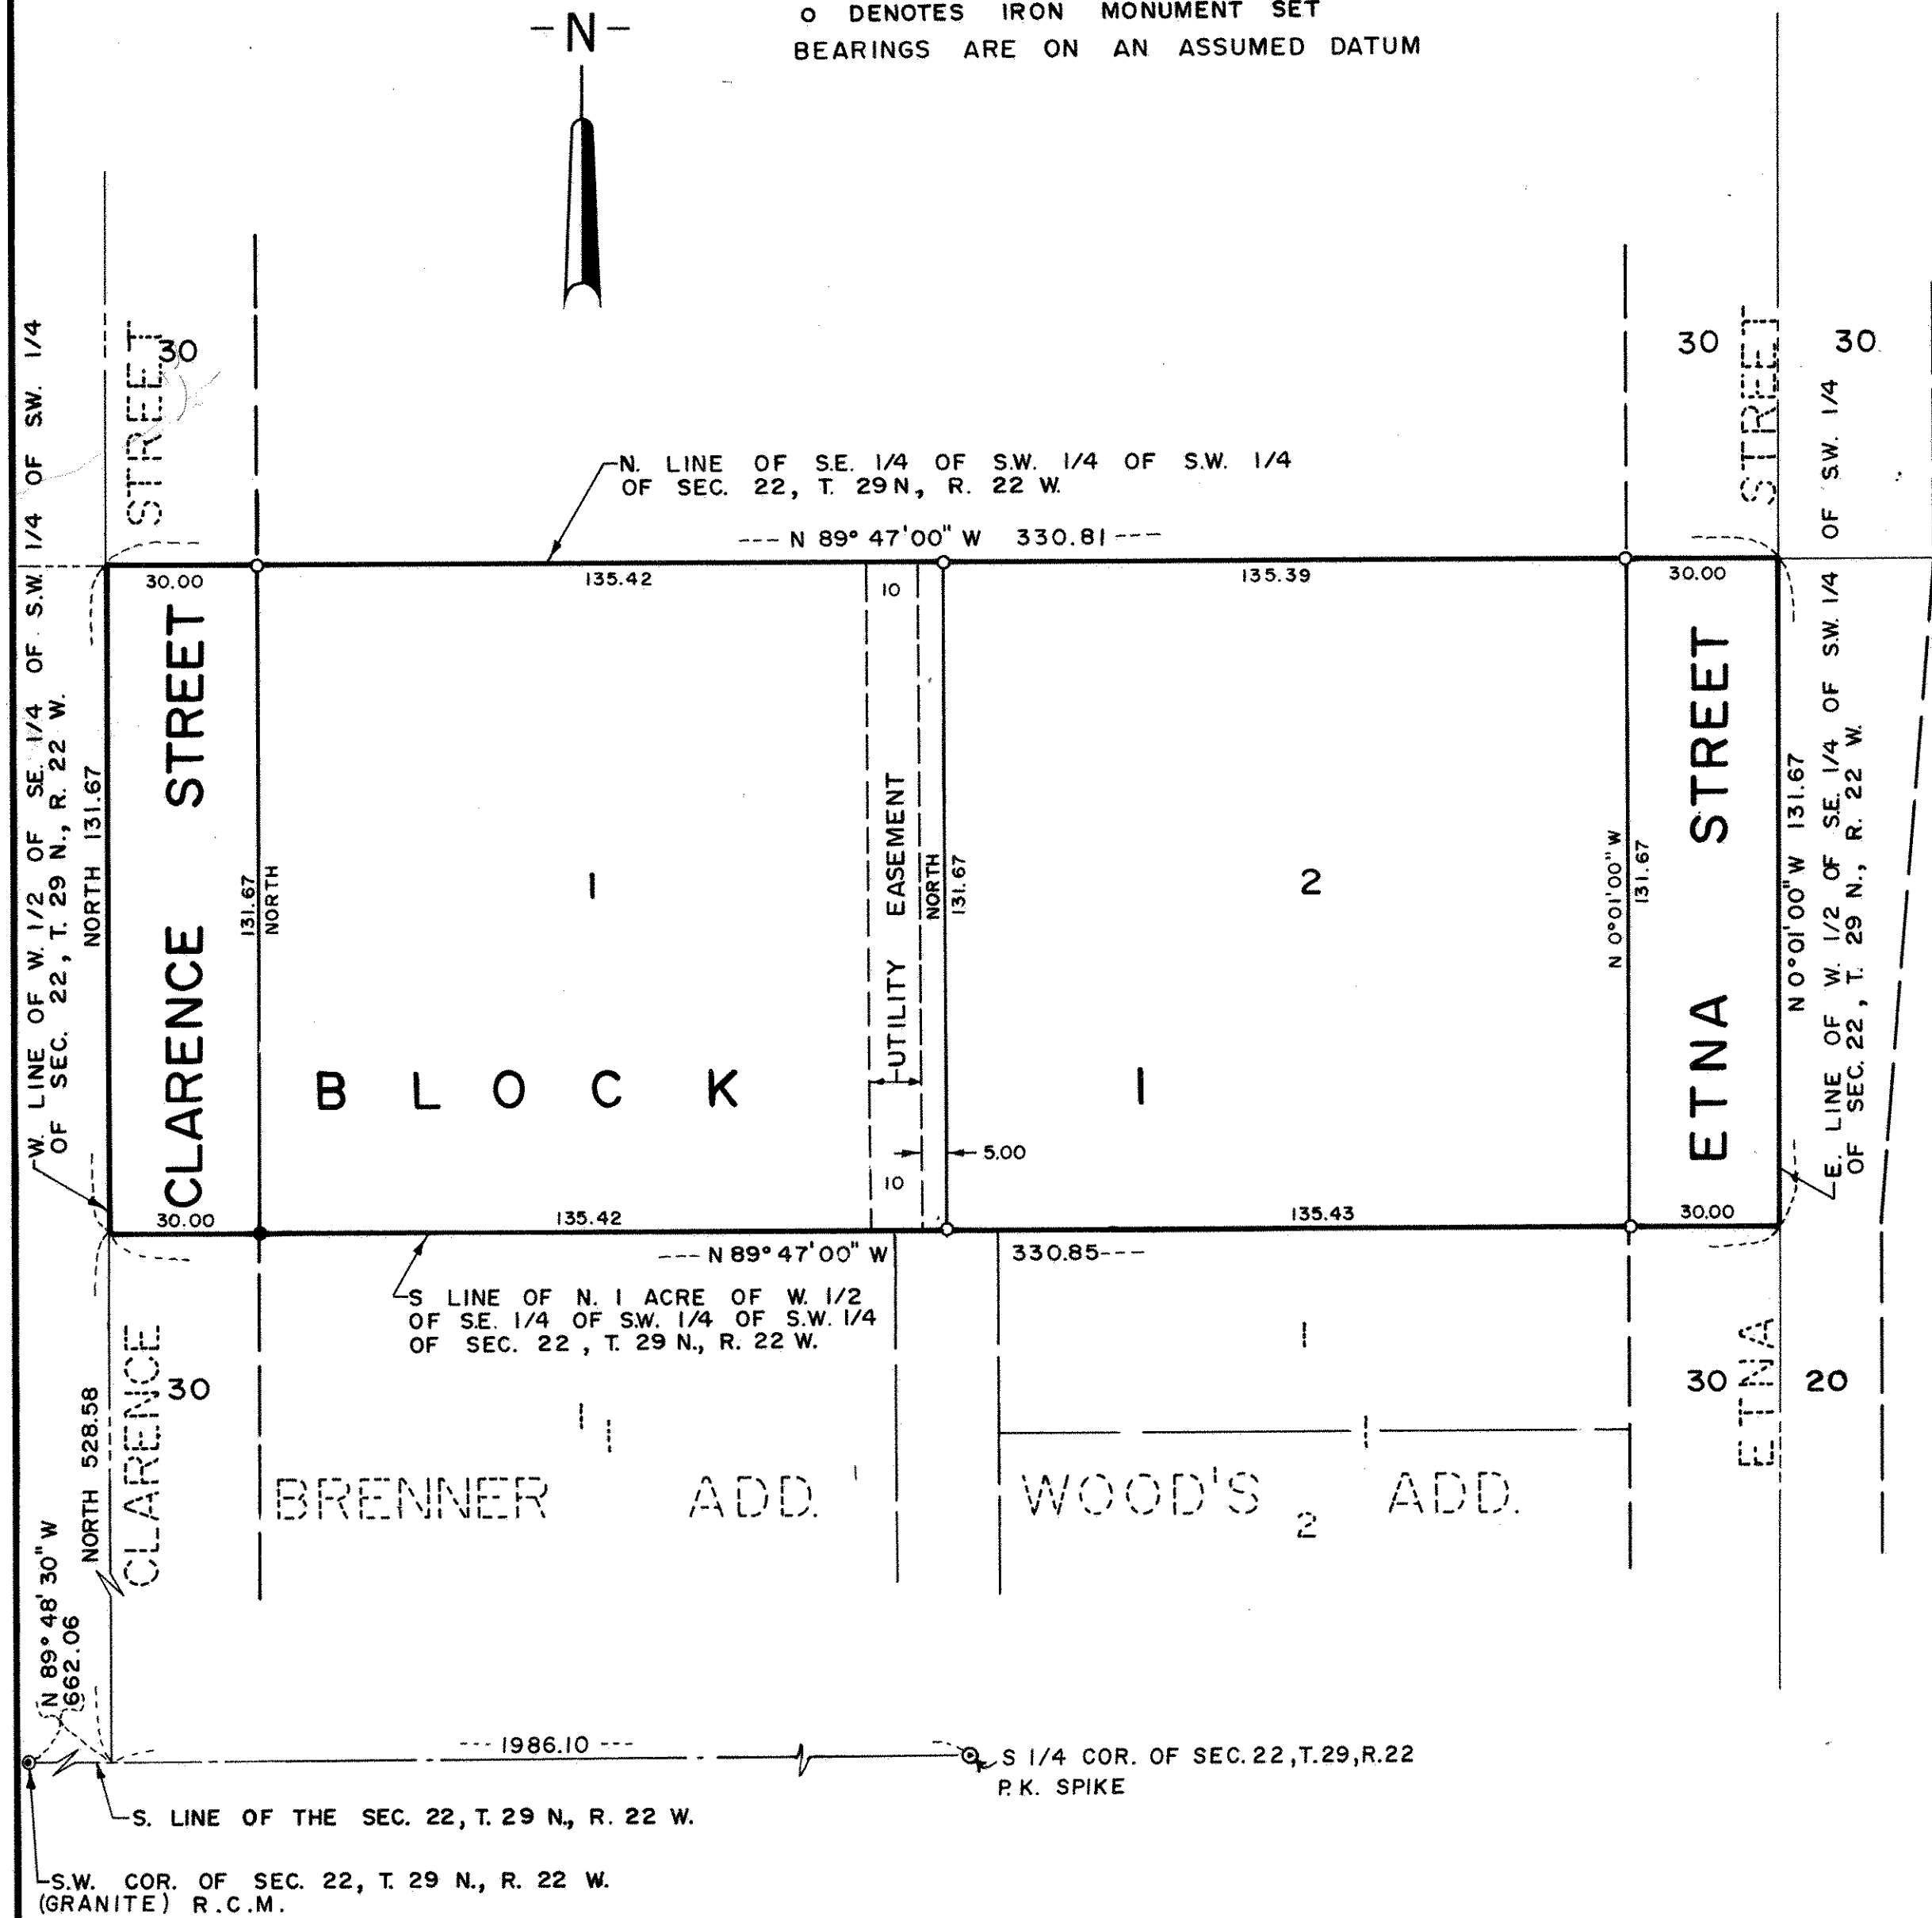 -N-
o DENOTES IRON MONUMENT SET
BEARINGS ARE ON AN ASSUMED DATUM
STREET
30
30
STREET
30
N. LINE OF S.E. 1/4 OF S.W. 1/4 OF S.W. 1/4
OF SEC. 22, T. 29N, R. 22 W.
--- N 89° 47'00" W 330.81 ---
30.00
135.42
10
135.39
30.00
W. LINE OF W. 1/2 OF SE. 1/4 OF S.W. 1/4 OF SW. 1/4
OF SEC. 22, T. 29 N., R. 22 W.
NORTH 131.67
CLARENCE STREET
131.67
NORTH
1
UTILITY EASEMENT
NORTH
131.67
2
N 0°01'00" W
131.67
ETNA STREET
N 0°01'00" W 131.67
E. LINE OF W. 1/2 OF S.E. 1/4 OF S.W. 1/4 OF S.W. 1/4
OF SEC. 22, T. 29 N., R. 22 W.
BLOCK 1
5.00
10
30.00
135.42
135.43
30.00
--- N 89° 47'00" W 330.85---
S LINE OF N. 1 ACRE OF W. 1/2
OF S.E. 1/4 OF S.W. 1/4 OF S.W. 1/4
OF SEC. 22, T. 29 N., R. 22 W.
NORTH 528.58
CLARENCE
30
1
1
1
1
30
ETNA
20
BRENNER ADD.
WOOD'S ADD.
2
N 89° 48' 30" W
662.06
--- 1986.10 ---
S 1/4 COR. OF SEC. 22, T.29, R.22
P.K. SPIKE
S. LINE OF THE SEC. 22, T. 29 N., R. 22 W.
S.W. COR. OF SEC. 22, T. 29 N., R. 22 W.
(GRANITE) R.C.M.